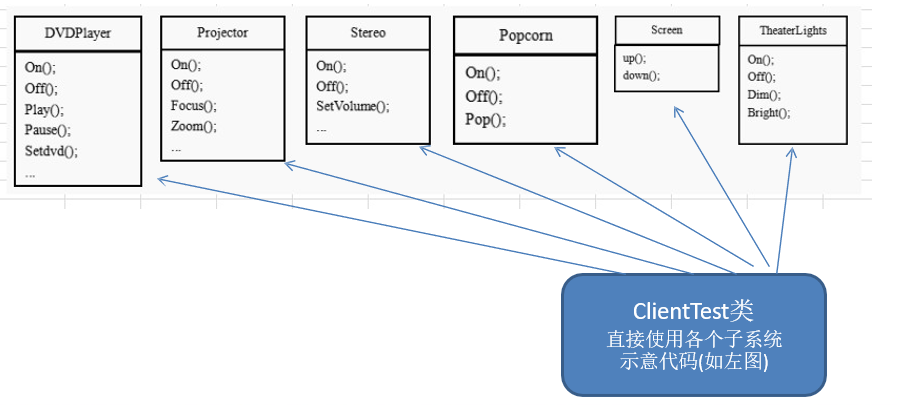 DVDPlayer
On();
Off();
Play();
Pause();
Setdvd();
...
Projector
On();
Off();
Focus();
Zoom();
...
Stereo
On();
Off();
SetVolume();
...
Popcorn
On();
Off();
Pop();
Screen
up();
down();
TheaterLights
On();
Off();
Dim();
Bright();
ClientTest类
直接使用各个子系统
示意代码(如左图)